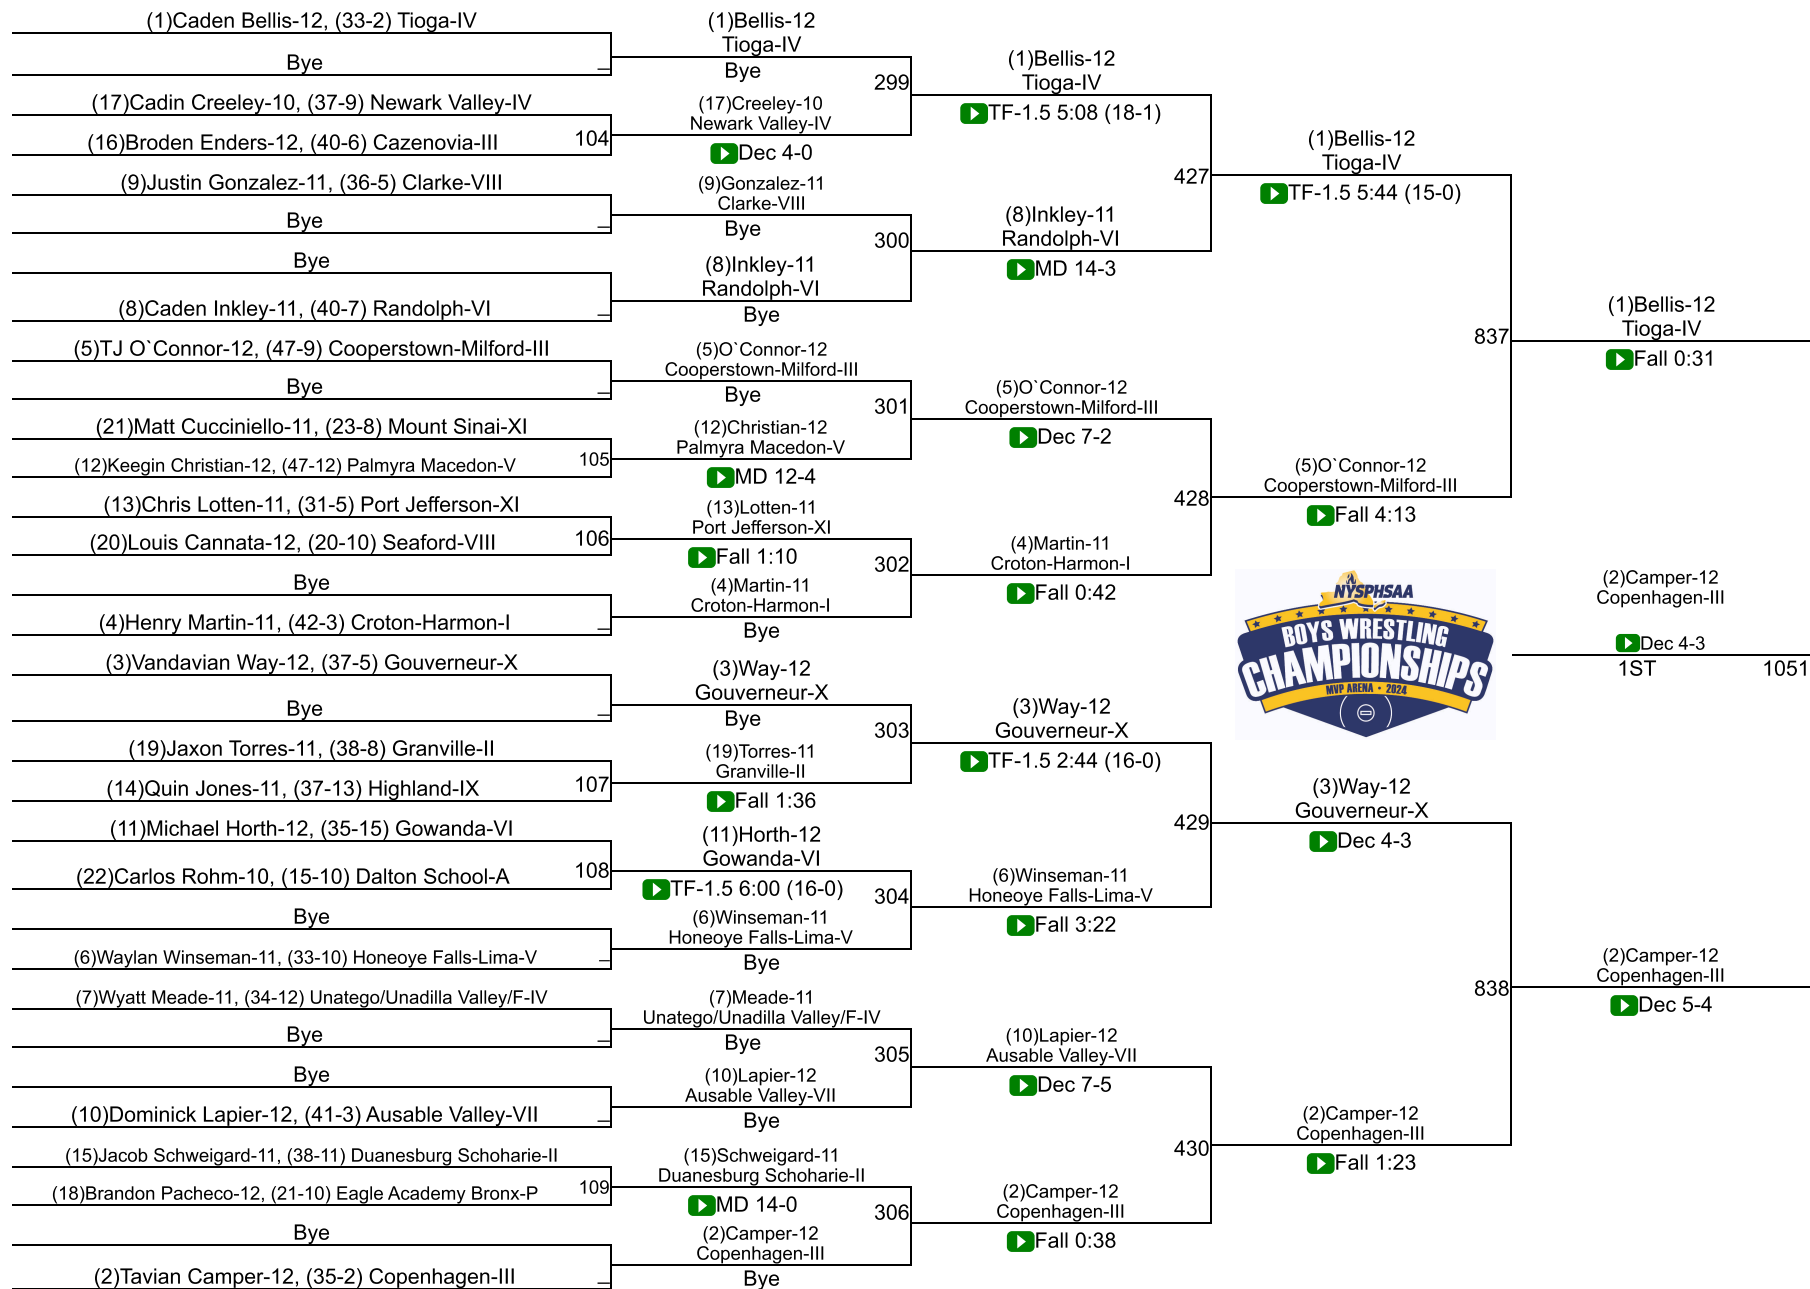 (1)Caden Bellis-12, (33-2) Tioga-IV
Bye
(17)Cadin Creeley-10, (37-9) Newark Valley-IV
(16)Broden Enders-12, (40-6) Cazenovia-III
104
(9)Justin Gonzalez-11, (36-5) Clarke-VIII
Bye
Bye
(8)Caden Inkley-11, (40-7) Randolph-VI
(5)TJ O`Connor-12, (47-9) Cooperstown-Milford-III
Bye
(21)Matt Cucciniello-11, (23-8) Mount Sinai-XI
(12)Keegin Christian-12, (47-12) Palmyra Macedon-V
105
(13)Chris Lotten-11, (31-5) Port Jefferson-XI
(20)Louis Cannata-12, (20-10) Seaford-VIII
106
Bye
(4)Henry Martin-11, (42-3) Croton-Harmon-I
(3)Vandavian Way-12, (37-5) Gouverneur-X
Bye
(19)Jaxon Torres-11, (38-8) Granville-II
(14)Quin Jones-11, (37-13) Highland-IX
107
(11)Michael Horth-12, (35-15) Gowanda-VI
(22)Carlos Rohm-10, (15-10) Dalton School-A
108
Bye
(6)Waylan Winseman-11, (33-10) Honeoye Falls-Lima-V
(7)Wyatt Meade-11, (34-12) Unatego/Unadilla Valley/F-IV
Bye
Bye
(10)Dominick Lapier-12, (41-3) Ausable Valley-VII
(15)Jacob Schweigard-11, (38-11) Duanesburg Schoharie-II
(18)Brandon Pacheco-12, (21-10) Eagle Academy Bronx-P
109
Bye
(2)Tavian Camper-12, (35-2) Copenhagen-III
(1)Bellis-12
Tioga-IV
Bye
299
(17)Creeley-10
Newark Valley-IV
Dec 4-0
(9)Gonzalez-11
Clarke-VIII
Bye
300
(8)Inkley-11
Randolph-VI
Bye
(5)O`Connor-12
Cooperstown-Milford-III
Bye
301
(12)Christian-12
Palmyra Macedon-V
MD 12-4
(13)Lotten-11
Port Jefferson-XI
Fall 1:10
302
(4)Martin-11
Croton-Harmon-I
Bye
(3)Way-12
Gouverneur-X
Bye
303
(19)Torres-11
Granville-II
Fall 1:36
(11)Horth-12
Gowanda-VI
TF-1.5 6:00 (16-0)
304
(6)Winseman-11
Honeoye Falls-Lima-V
Bye
(7)Meade-11
Unatego/Unadilla Valley/F-IV
Bye
305
(10)Lapier-12
Ausable Valley-VII
Bye
(15)Schweigard-11
Duanesburg Schoharie-II
MD 14-0
306
(2)Camper-12
Copenhagen-III
Bye
(1)Bellis-12
Tioga-IV
TF-1.5 5:08 (18-1)
427
(8)Inkley-11
Randolph-VI
MD 14-3
(5)O`Connor-12
Cooperstown-Milford-III
Dec 7-2
428
(4)Martin-11
Croton-Harmon-I
Fall 0:42
(3)Way-12
Gouverneur-X
TF-1.5 2:44 (16-0)
429
(6)Winseman-11
Honeoye Falls-Lima-V
Fall 3:22
(10)Lapier-12
Ausable Valley-VII
Dec 7-5
430
(2)Camper-12
Copenhagen-III
Fall 0:38
(1)Bellis-12
Tioga-IV
TF-1.5 5:44 (15-0)
837
(5)O`Connor-12
Cooperstown-Milford-III
Fall 4:13
NYSPHSAA
BOYS WRESTLING
CHAMPIONSHIPS
MVP ARENA • 2024
(3)Way-12
Gouverneur-X
Dec 4-3
838
(2)Camper-12
Copenhagen-III
Fall 1:23
(1)Bellis-12
Tioga-IV
Fall 0:31
(2)Camper-12
Copenhagen-III
Dec 4-3
1ST
1051
(2)Camper-12
Copenhagen-III
Dec 5-4